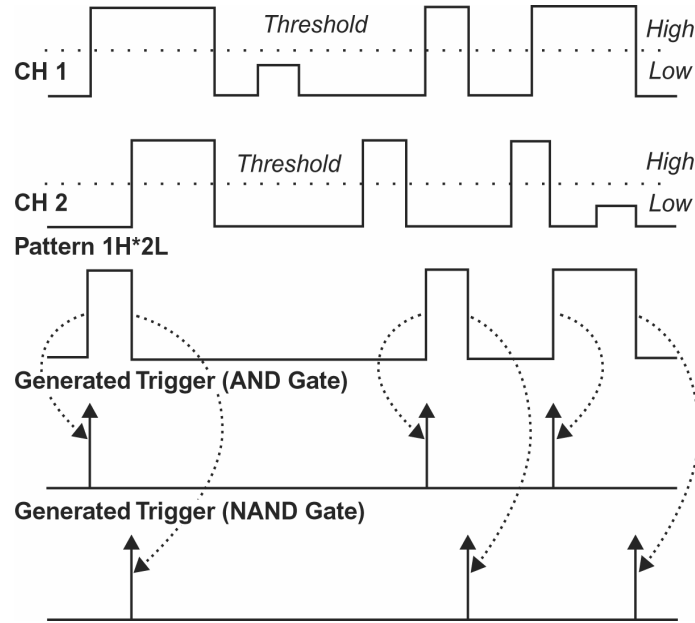 Threshold
High
CH 1
Low
Threshold
High
CH 2
Low
Pattern 1H*2L
Generated Trigger (AND Gate)
Generated Trigger (NAND Gate)